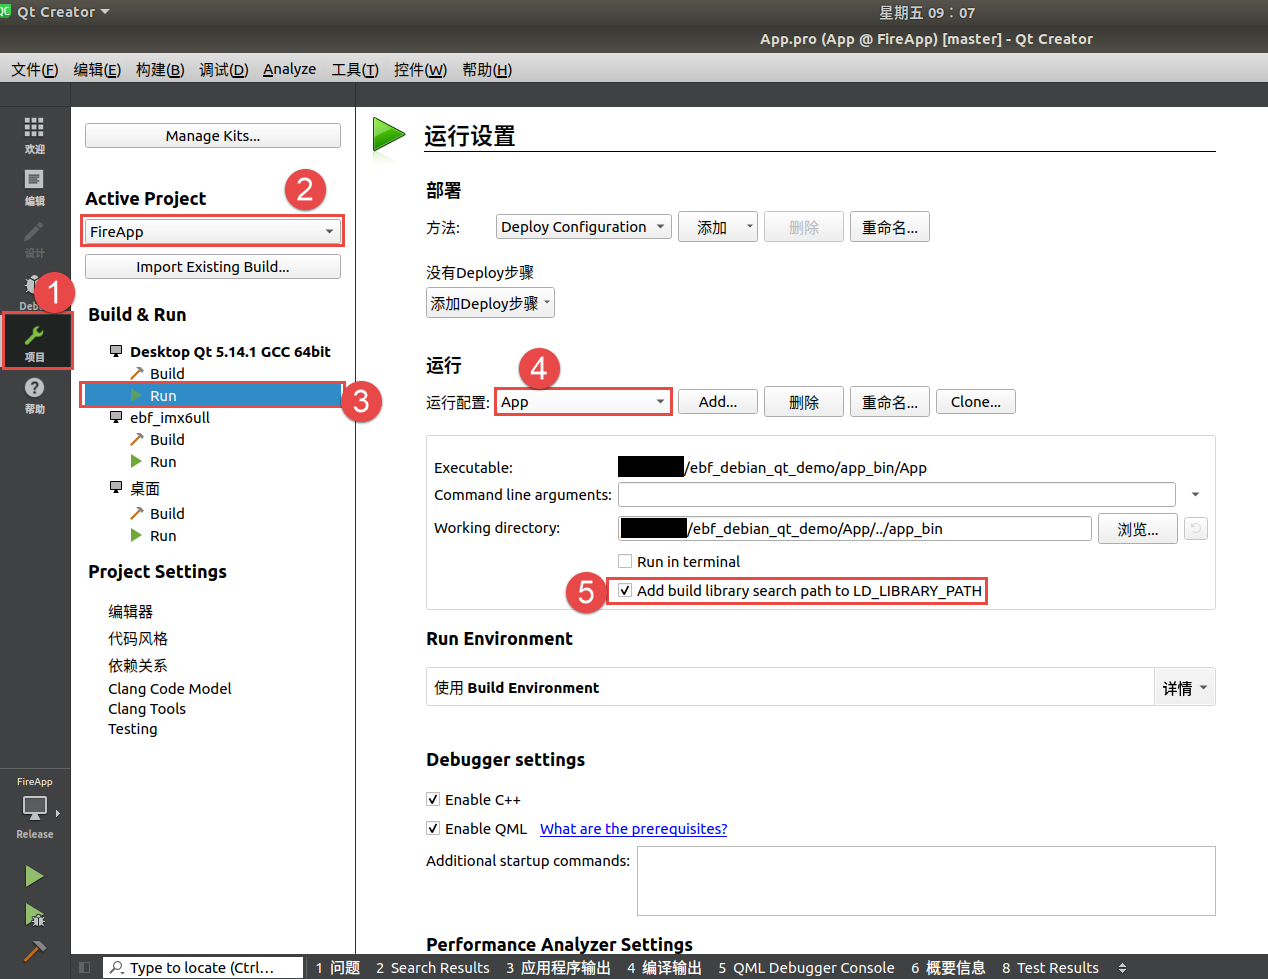 Qt Creator
星期五 09：07
App.pro (App @ FireApp) [master] - Qt Creator
文件(F) 编辑(E) 构建(B) 调试(D) Analyze 工具(T) 控件(W) 帮助(H)
欢迎
编辑
设计
Deb
1
项目
帮助
FireApp
Release
Manage Kits...
Active Project
2
FireApp
Import Existing Build...
Build & Run
Desktop Qt 5.14.1 GCC 64bit
Build
Run
3
ebf_imx6ull
Build
Run
桌面
Build
Run
Project Settings
编辑器
代码风格
依赖关系
Clang Code Model
Clang Tools
Testing
运行设置
部署
方法: Deploy Configuration 添加 删除 重命名...
没有Deploy步骤
添加Deploy步骤
运行
4
运行配置: App Add... 删除 重命名... Clone...
Executable: /ebf_debian_qt_demo/app_bin/App
Command line arguments:
Working directory: /ebf_debian_qt_demo/App/../app_bin 浏览...
Run in terminal
5
Add build library search path to LD_LIBRARY_PATH
Run Environment
使用 Build Environment 详情
Debugger settings
Enable C++
Enable QML What are the prerequisites?
Additional startup commands:
Performance Analyzer Settings
Type to locate (Ctrl... 1 问题 2 Search Results 3 应用程序输出 4 编译输出 5 QML Debugger Console 6 概要信息 8 Test Results